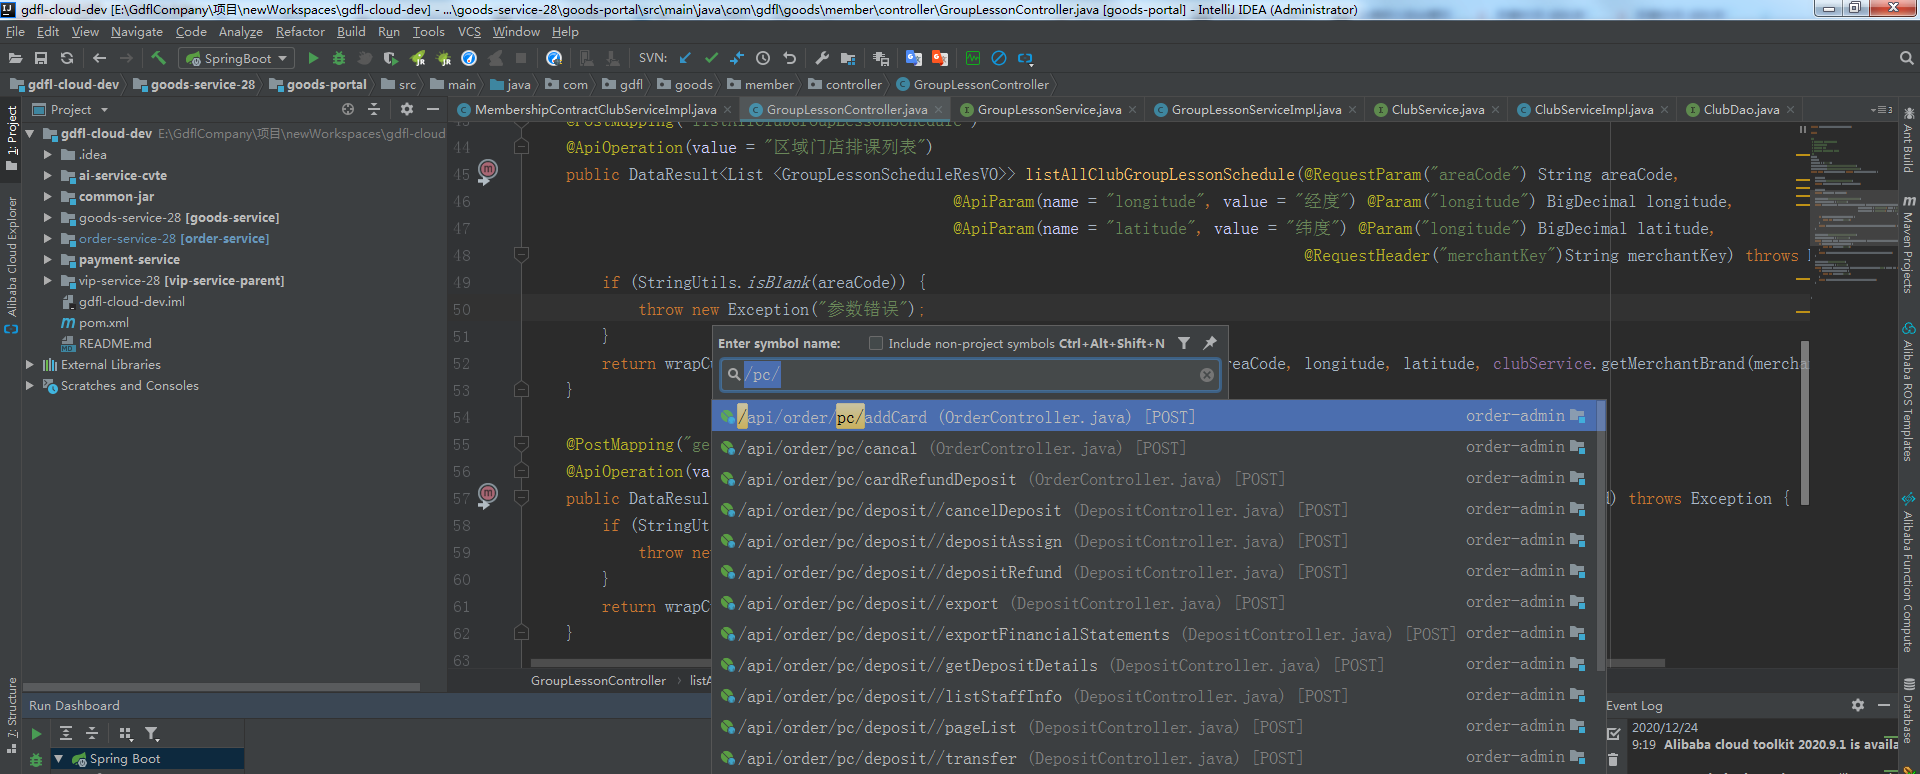 gdfl-cloud-dev [E:\GdflCompany\项目\newWorkspaces\gdfl-cloud-dev] - ...\goods-service-28\goods-portal\src\main\java\com\gdfl\goods\member\controller\GroupLessonController.java [goods-portal] - IntelliJ IDEA (Administrator)
File Edit View Navigate Code Analyze Refactor Build Run Tools VCS Window Help
SpringBoot SVN:
gdfl-cloud-dev goods-service-28 goods-portal src main java com gdfl goods member controller GroupLessonController
Project MembershipContractClubServiceImpl.java GroupLessonController.java GroupLessonService.java GroupLessonServiceImpl.java ClubService.java ClubServiceImpl.java ClubDao.java
1: Project
Alibaba Cloud Explorer
7: Structure
gdfl-cloud-dev E:\GdflCompany\项目\newWorkspaces\gdfl-cloud
.idea
ai-service-cvte
common-jar
goods-service-28 [goods-service]
order-service-28 [order-service]
payment-service
vip-service-28 [vip-service-parent]
gdfl-cloud-dev.iml
pom.xml
README.md
External Libraries
Scratches and Consoles
43 @PostMapping("listAllClubGroupLessonSchedule")
44 @ApiOperation(value = "区域门店排课列表")
45 public DataResult<List <GroupLessonScheduleResVO>> listAllClubGroupLessonSchedule(@RequestParam("areaCode") String areaCode,
46 @ApiParam(name = "longitude", value = "经度") @Param("longitude") BigDecimal longitude,
47 @ApiParam(name = "latitude", value = "纬度") @Param("longitude") BigDecimal latitude,
48 @RequestHeader("merchantKey")String merchantKey) throws
49 if (StringUtils.isBlank(areaCode)) {
50 throw new Exception("参数错误");
51 }
52 return wrapC reaCode, longitude, latitude, clubService.getMerchantBrand(mercha
53 }
54
55 @PostMapping("ge
56 @ApiOperation(va
57 public DataResul ) throws Exception {
58 if (StringUt
59 throw new
60 }
61 return wrapC
62 }
63
Enter symbol name: Include non-project symbols Ctrl+Alt+Shift+N
/pc/
/api/order/pc/addCard (OrderController.java) [POST] order-admin
/api/order/pc/cancal (OrderController.java) [POST] order-admin
/api/order/pc/cardRefundDeposit (OrderController.java) [POST] order-admin
/api/order/pc/deposit//cancelDeposit (DepositController.java) [POST] order-admin
/api/order/pc/deposit//depositAssign (DepositController.java) [POST] order-admin
/api/order/pc/deposit//depositRefund (DepositController.java) [POST] order-admin
/api/order/pc/deposit//export (DepositController.java) [POST] order-admin
/api/order/pc/deposit//exportFinancialStatements (DepositController.java) [POST] order-admin
/api/order/pc/deposit//getDepositDetails (DepositController.java) [POST] order-admin
/api/order/pc/deposit//listStaffInfo (DepositController.java) [POST] order-admin
/api/order/pc/deposit//pageList (DepositController.java) [POST] order-admin
/api/order/pc/deposit//transfer (DepositController.java) [POST] order-admin
GroupLessonController › listA
Run Dashboard
Spring Boot
Event Log
2020/12/24
9:19 Alibaba cloud toolkit 2020.9.1 is availa
Ant Build
Maven Projects
Alibaba ROS Templates
Alibaba Function Compute
Database